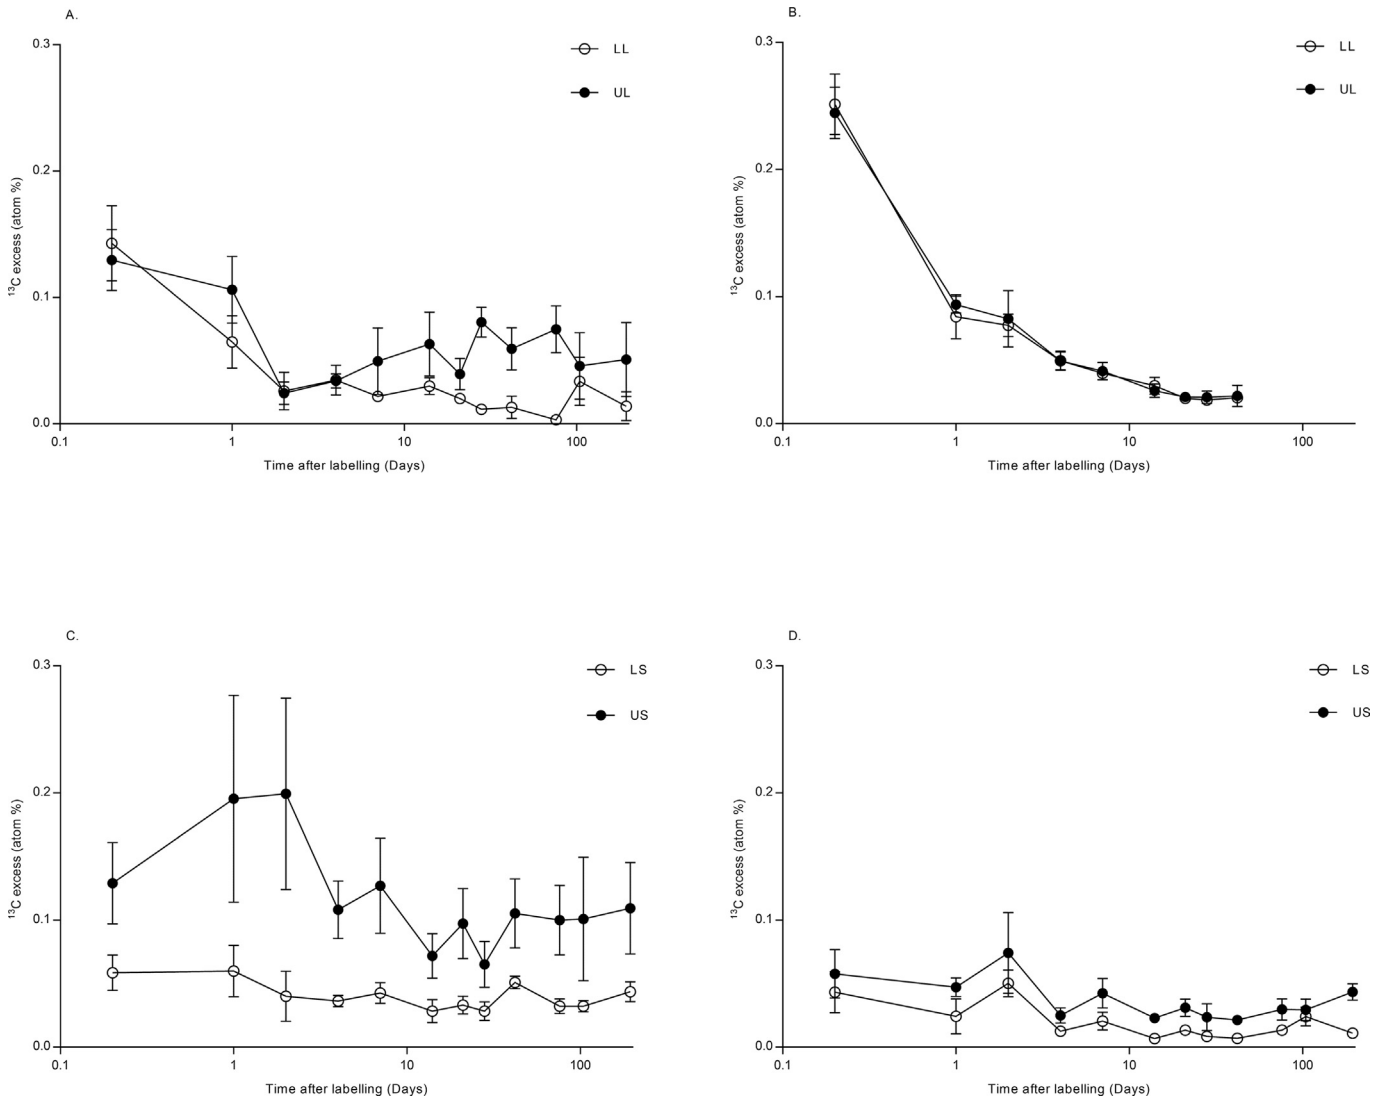 A.
0.3
0.2
0.1
0.0
¹³C excess (atom %)
LL
UL
0.1 1 10 100
Time after labelling (Days)
B.
0.3
0.2
0.1
0.0
¹³C excess (atom %)
LL
UL
0.1 1 10 100
Time after labelling (Days)
C.
0.3
0.2
0.1
0.0
¹³C excess (atom %)
LS
US
0.1 1 10 100
Time after labelling (Days)
D.
0.3
0.2
0.1
0.0
¹³C excess (atom %)
LS
US
0.1 1 10 100
Time after labelling (Days)